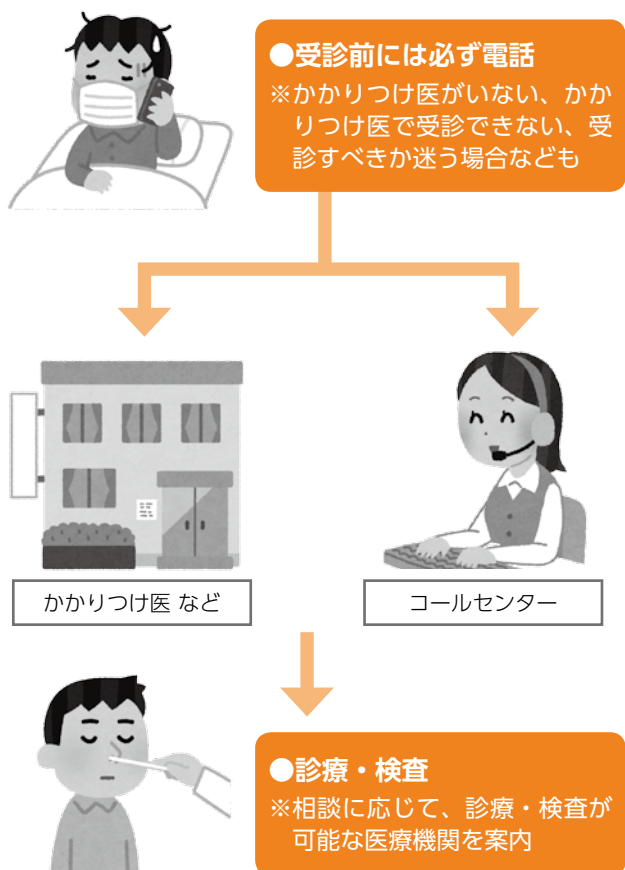 ●受診前には必ず電話
※かかりつけ医がいない、かか
りつけ医で受診できない、受
診すべきか迷う場合なども
かかりつけ医 など
コールセンター
●診療・検査
※相談に応じて、診療・検査が
可能な医療機関を案内